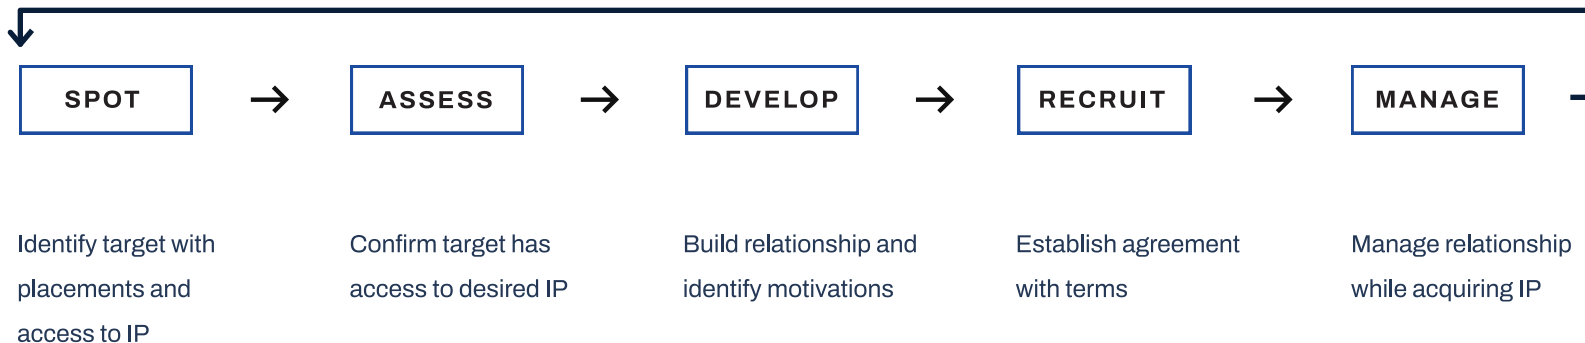 SPOT
ASSESS
DEVELOP
RECRUIT
MANAGE
Identify target with
placements and
access to IP
Confirm target has
access to desired IP
Build relationship and
identify motivations
Establish agreement
with terms
Manage relationship
while acquiring IP